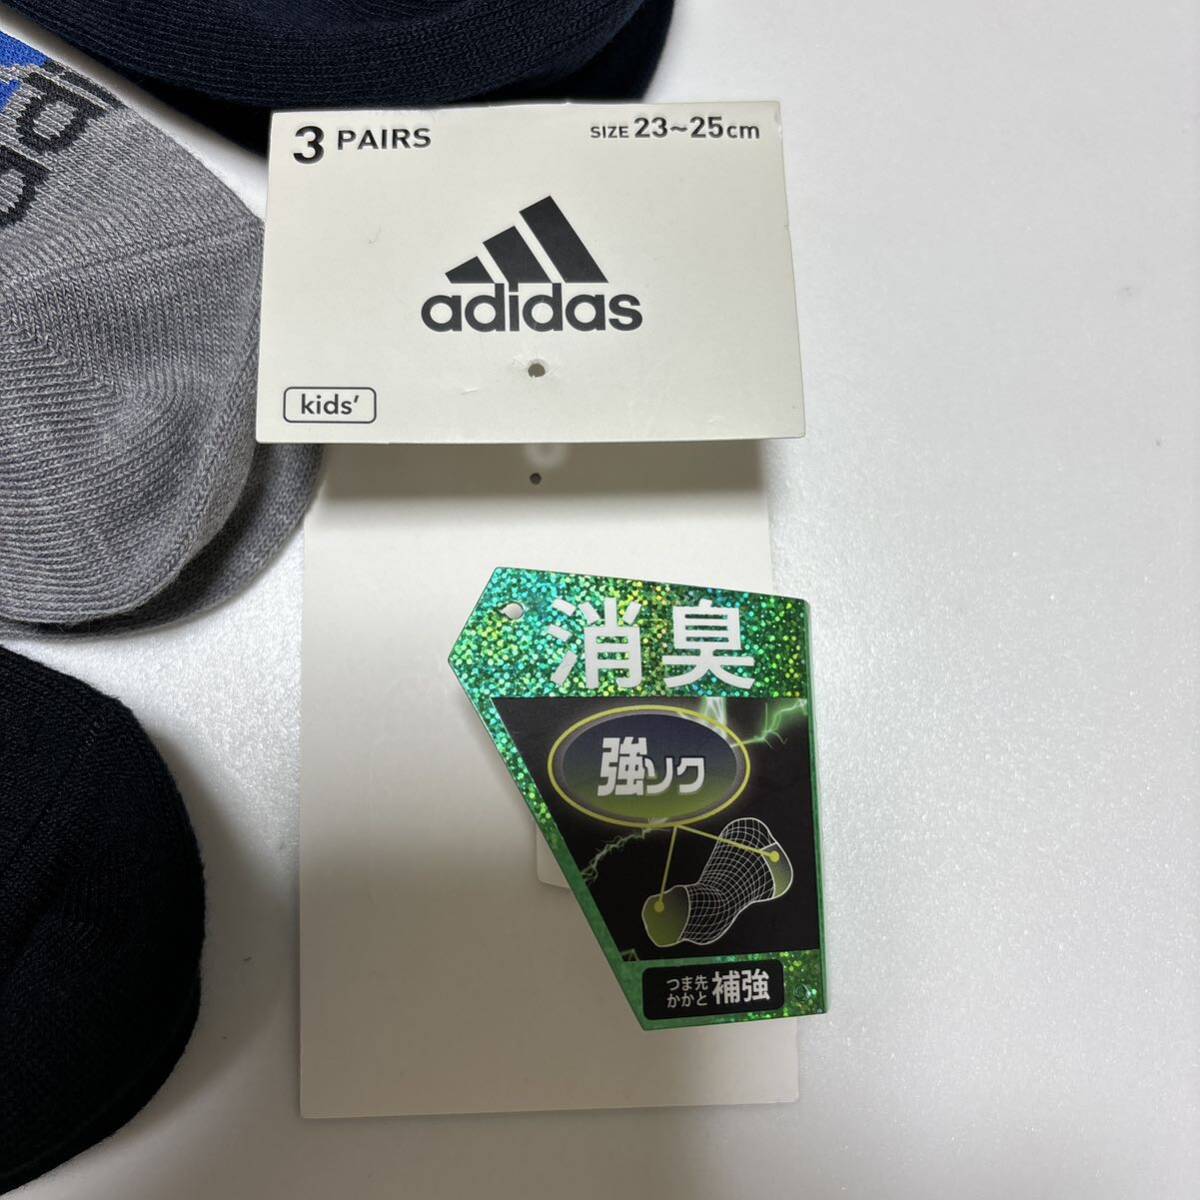 3 PAIRS
SIZE 23~25cm
adidas
kids'
消臭
強ソク
つま先
かかと 補強
adi